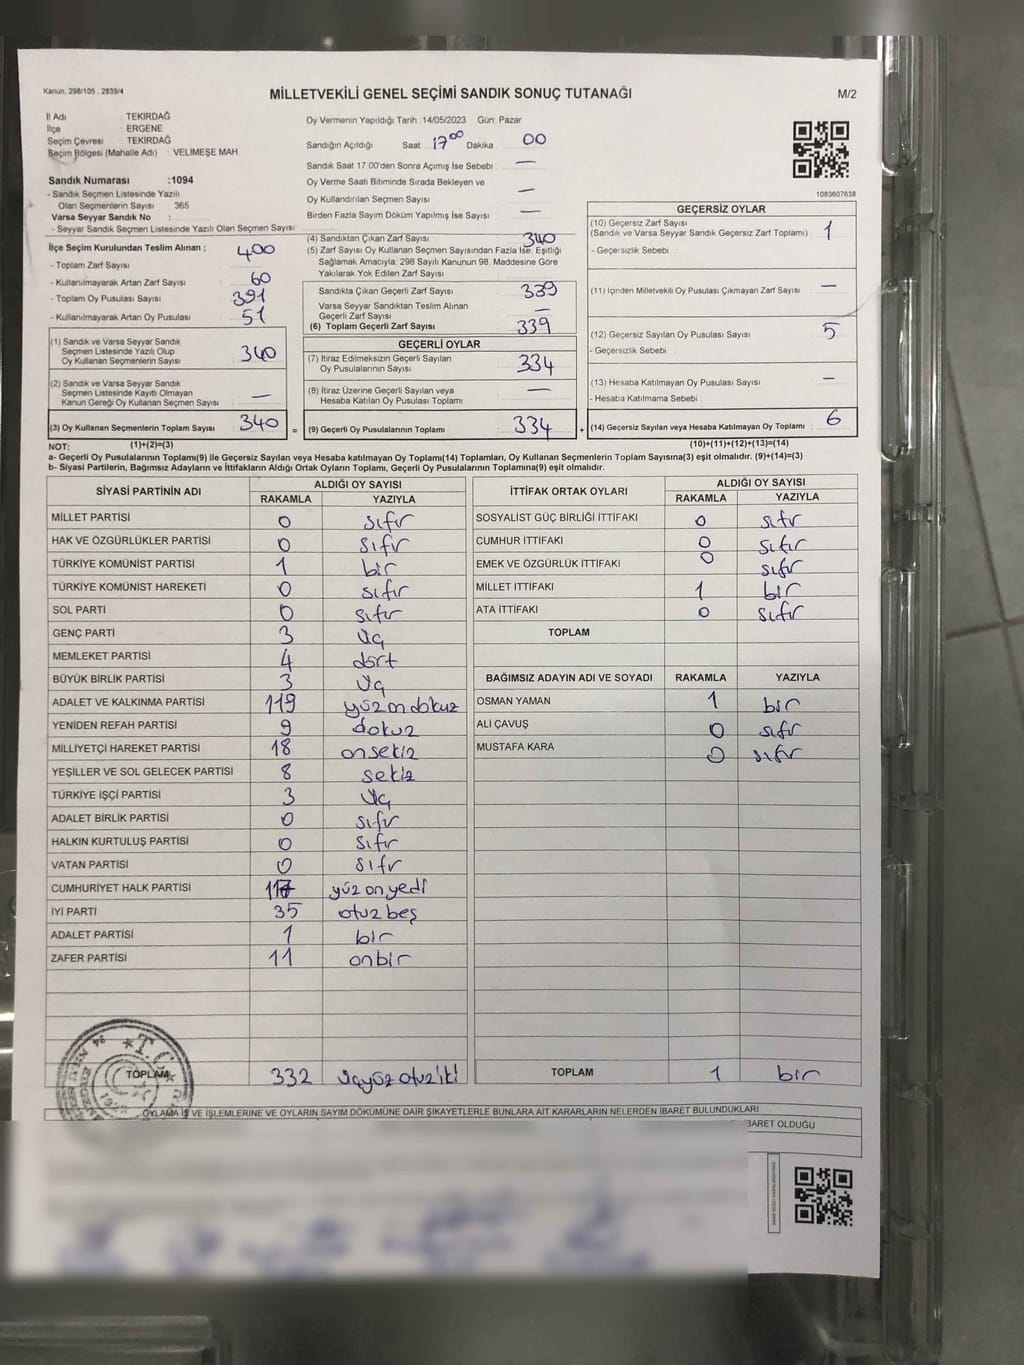 Kanun, 298/105 , 2839/4
MİLLETVEKİLİ GENEL SEÇİMİ SANDIK SONUÇ TUTANAĞI
M/2
İl Adı : TEKİRDAĞ
İlçe : ERGENE
Seçim Çevresi : TEKİRDAĞ
Seçim Bölgesi (Mahalle Adı) : VELİMEŞE MAH.
Sandık Numarası :1094
- Sandık Seçmen Listesinde Yazılı
Olan Seçmenlerin Sayısı : 365
Varsa Seyyar Sandık No :
- Seyyar Sandık Seçmen Listesinde Yazılı Olan Seçmen Sayısı :
Oy Vermenin Yapıldığı Tarih :14/05/2023 Gün: Pazar
Sandığın Açıldığı Saat: 17:00 Dakika 00
Sandık Saat 17.00'den Sonra Açımış İse Sebebi : —
Oy Verme Saati Bitiminde Sırada Bekleyen ve
Oy Kullandırılan Seçmen Sayısı : —
Birden Fazla Sayım Döküm Yapılmış İse Sayısı : —
1083607638
İlçe Seçim Kurulundan Teslim Alınan ;
- Toplam Zarf Sayısı : 400
- Kullanılmayarak Artan Zarf Sayısı : 60
- Toplam Oy Pusulası Sayısı : 391
- Kullanılmayarak Artan Oy Pusulası : 51
(1) Sandık ve Varsa Seyyar Sandık
Seçmen Listesinde Yazılı Olup
Oy Kullanan Seçmenlerin Sayısı : 340
(2) Sandık ve Varsa Seyyar Sandık
Seçmen Listesinde Kayıtlı Olmayan
Kanun Gereği Oy Kullanan Seçmen Sayısı : —
(3) Oy Kullanan Seçmenlerin Toplam Sayısı : 340 =
(4) Sandıktan Çıkan Zarf Sayısı : 340
(5) Zarf Sayısı Oy Kullanan Seçmen Sayısından Fazla İse, Eşitliği
Sağlamak Amacıyla, 298 Sayılı Kanunun 98. Maddesine Göre
Yakılarak Yok Edilen Zarf Sayısı :
Sandıkta Çıkan Geçerli Zarf Sayısı : 339
Varsa Seyyar Sandıktan Teslim Alınan
Geçerli Zarf Sayısı : —
(6) Toplam Geçerli Zarf Sayısı : 339
GEÇERLİ OYLAR
(7) İtiraz Edilmeksizin Geçerli Sayılan
Oy Pusulalarının Sayısı : 334
(8) İtiraz Üzerine Geçerli Sayılan veya
Hesaba Katılan Oy Pusulası Toplamı : —
(9) Geçerli Oy Pusulalarının Toplamı : 334 +
GEÇERSİZ OYLAR
(10) Geçersiz Zarf Sayısı
(Sandık ve Varsa Seyyar Sandık Geçersiz Zarf Toplamı) : 1
- Geçersizlik Sebebi :
(11) İçinden Milletvekili Oy Pusulası Çıkmayan Zarf Sayısı : —
(12) Geçersiz Sayılan Oy Pusulası Sayısı : 5
- Geçersizlik Sebebi :
(13) Hesaba Katılmayan Oy Pusulası Sayısı : —
- Hesaba Katılmama Sebebi :
(14) Geçersiz Sayılan veya Hesaba Katılmayan Oy Toplamı : 6
NOT: (1)+(2)=(3) (10)+(11)+(12)+(13)=(14)
a- Geçerli Oy Pusulalarının Toplamı(9) ile Geçersiz Sayılan veya Hesaba Katılmayan Oy Toplamı(14) Toplamları, Oy Kullanan Seçmenlerin Toplam Sayısına(3) eşit olmalıdır. (9)+(14)=(3)
b- Siyasi Partilerin, Bağımsız Adayların ve İttifakların Aldığı Ortak Oyların Toplamı, Geçerli Oy Pusulalarının Toplamına(9) eşit olmalıdır.
SİYASİ PARTİNİN ADI ALDIĞI OY SAYISI
RAKAMLA YAZIYLA
MİLLET PARTİSİ 0 sıfır
HAK VE ÖZGÜRLÜKLER PARTİSİ 0 sıfır
TÜRKİYE KOMÜNİST PARTİSİ 1 bir
TÜRKİYE KOMÜNİST HAREKETİ 0 sıfır
SOL PARTİ 0 sıfır
GENÇ PARTİ 3 üç
MEMLEKET PARTİSİ 4 dört
BÜYÜK BİRLİK PARTİSİ 3 üç
ADALET VE KALKINMA PARTİSİ 119 yüz on dokuz
YENİDEN REFAH PARTİSİ 9 dokuz
MİLLİYETÇİ HAREKET PARTİSİ 18 on sekiz
YEŞİLLER VE SOL GELECEK PARTİSİ 8 sekiz
TÜRKİYE İŞÇİ PARTİSİ 3 üç
ADALET BİRLİK PARTİSİ 0 sıfır
HALKIN KURTULUŞ PARTİSİ 0 sıfır
VATAN PARTİSİ 0 sıfır
CUMHURİYET HALK PARTİSİ 117 yüz on yedi
İYİ PARTİ 35 otuz beş
ADALET PARTİSİ 1 bir
ZAFER PARTİSİ 11 onbir
TOPLAM 332 üçyüz otuz iki
İTTİFAK ORTAK OYLARI ALDIĞI OY SAYISI
RAKAMLA YAZIYLA
SOSYALİST GÜÇ BİRLİĞİ İTTİFAKI 0 sıfır
CUMHUR İTTİFAKI 0 sıfır
EMEK VE ÖZGÜRLÜK İTTİFAKI 0 sıfır
MİLLET İTTİFAKI 1 bir
ATA İTTİFAKI 0 sıfır
TOPLAM
BAĞIMSIZ ADAYIN ADI VE SOYADI RAKAMLA YAZIYLA
OSMAN YAMAN 1 bir
ALİ ÇAVUŞ 0 sıfır
MUSTAFA KARA 0 sıfır
TOPLAM 1 bir
OYLAMA İŞ VE İŞLEMLERİNE VE OYLARIN SAYIM DÖKÜMÜNE DAİR ŞİKAYETLERLE BUNLARA AİT KARARLARIN NELERDEN İBARET BULUNDUKLARI
BARET OLDUĞU
T.C.